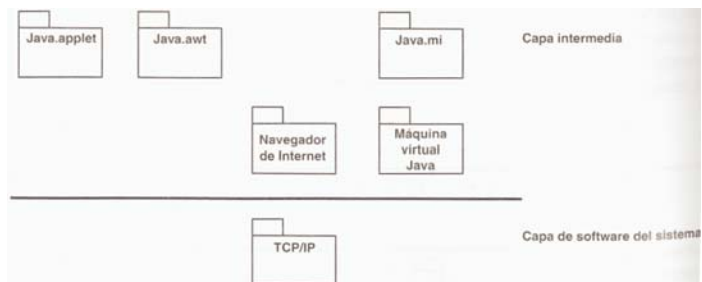 Java.applet
Java.awt
Java.mi
Capa intermedia
Navegador
de Internet
Máquina
virtual
Java
Capa de software del sistema
TCP/IP